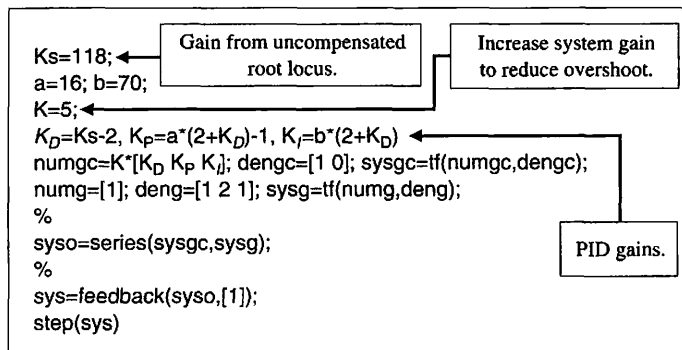 Ks=118;
Gain from uncompensated
root locus.
Increase system gain
to reduce overshoot.
a=16; b=70;
K=5;
K_D=Ks-2, K_P=a*(2+K_D)-1, K_I=b*(2+K_D)
numgc=K*[K_D K_P K_I]; dengc=[1 0]; sysgc=tf(numgc,dengc);
numg=[1]; deng=[1 2 1]; sysg=tf(numg,deng);
%
syso=series(sysgc,sysg);
%
sys=feedback(syso,[1]);
step(sys)
PID gains.